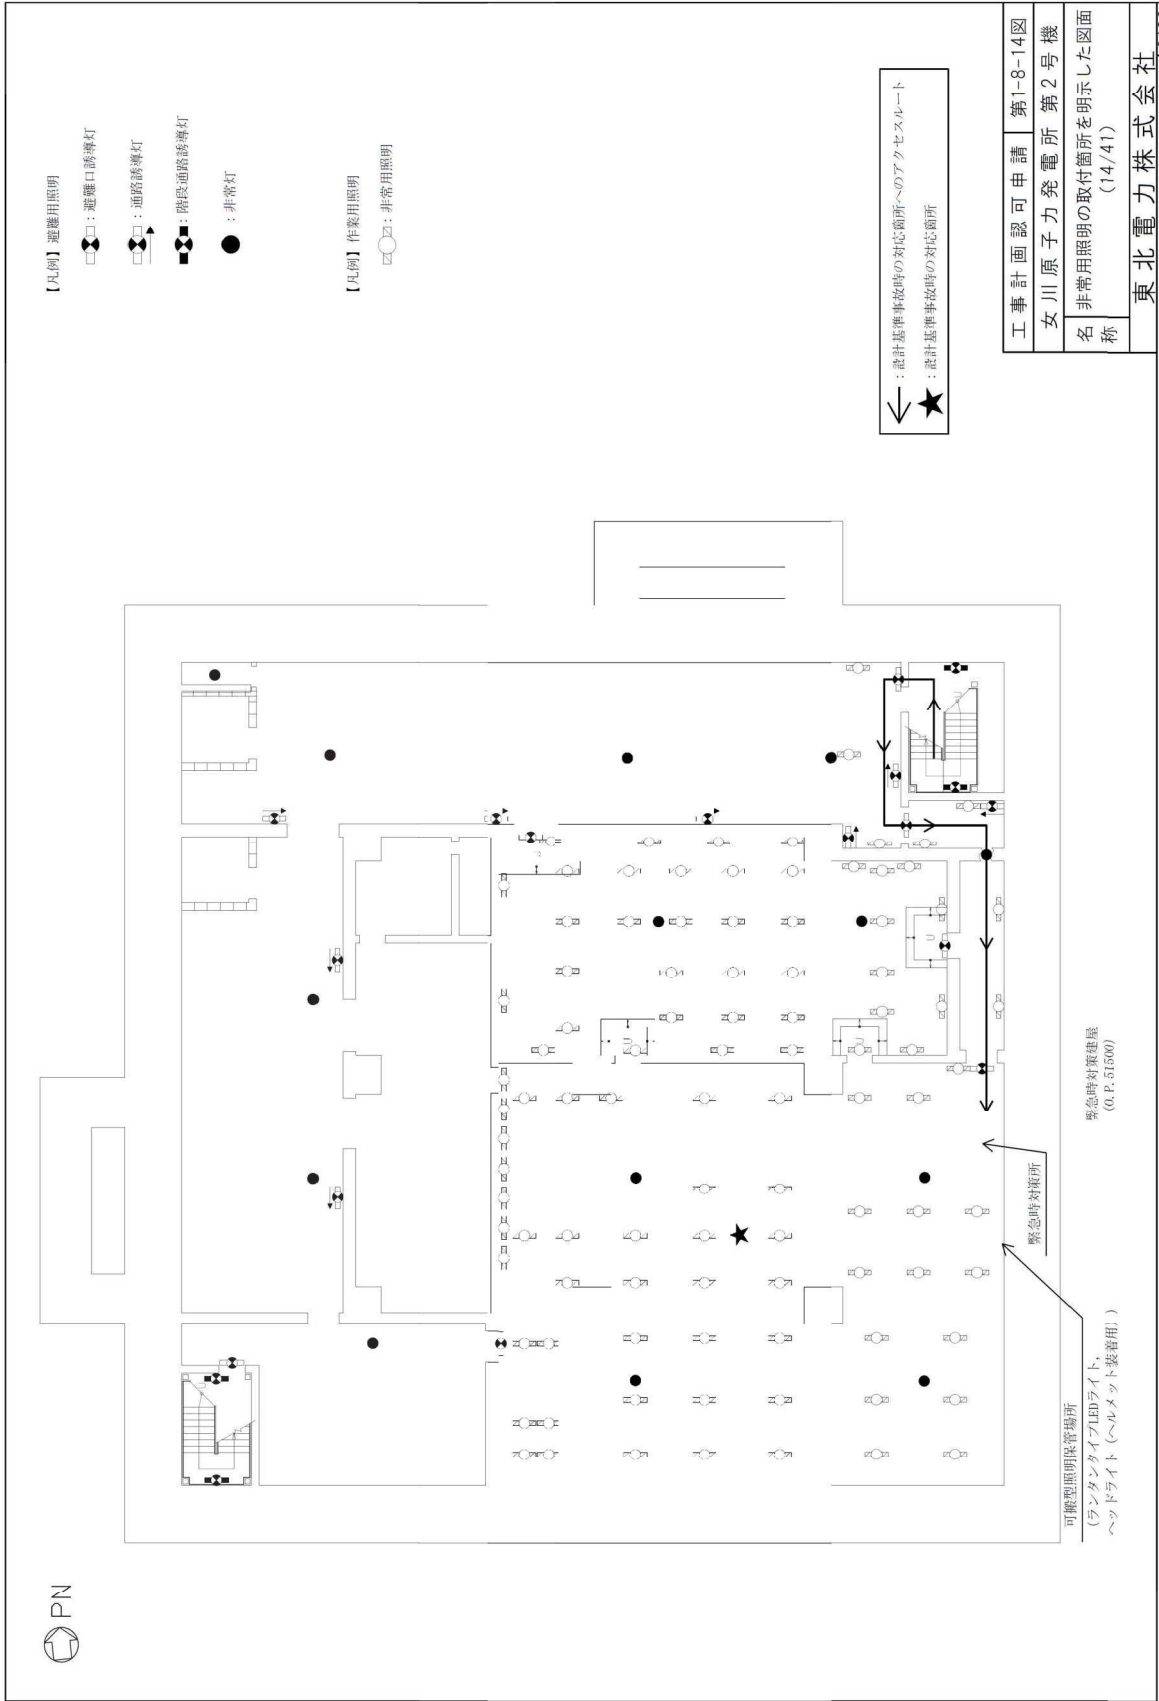 【凡例】避難用照明
：避難口誘導灯
：通路誘導灯
：階段通路誘導灯
：非常灯
【凡例】作業用照明
：非常用照明
：設計基準事故時の対応箇所へのアクセスルート
：設計基準事故時の対応箇所
PN
緊急時対策建屋
(O.P.51500)
緊急時対策所
可搬型照明保管場所
(ランタンタイプLEDライト,
ヘッドライト(ヘルメット装着用))
工事計画認可申請 第1-8-14図
女川原子力発電所 第2号機
名称
非常用照明の取付箇所を明示した図面
(14/41)
東北電力株式会社